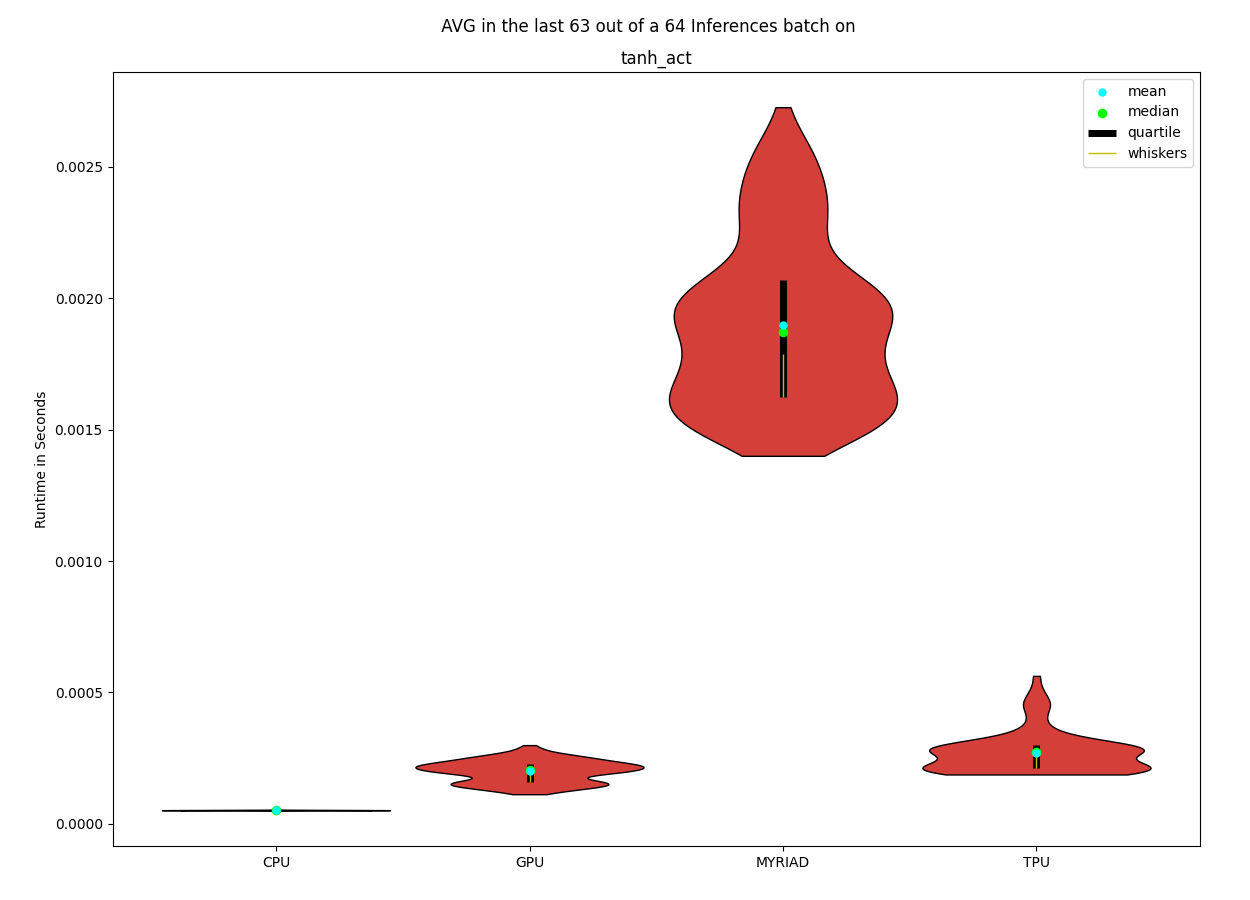 AVG in the last 63 out of a 64 Inferences batch on
tanh_act
mean
median
quartile
whiskers
0.0025
0.0020
0.0015
0.0010
0.0005
0.0000
Runtime in Seconds
CPU
GPU
MYRIAD
TPU